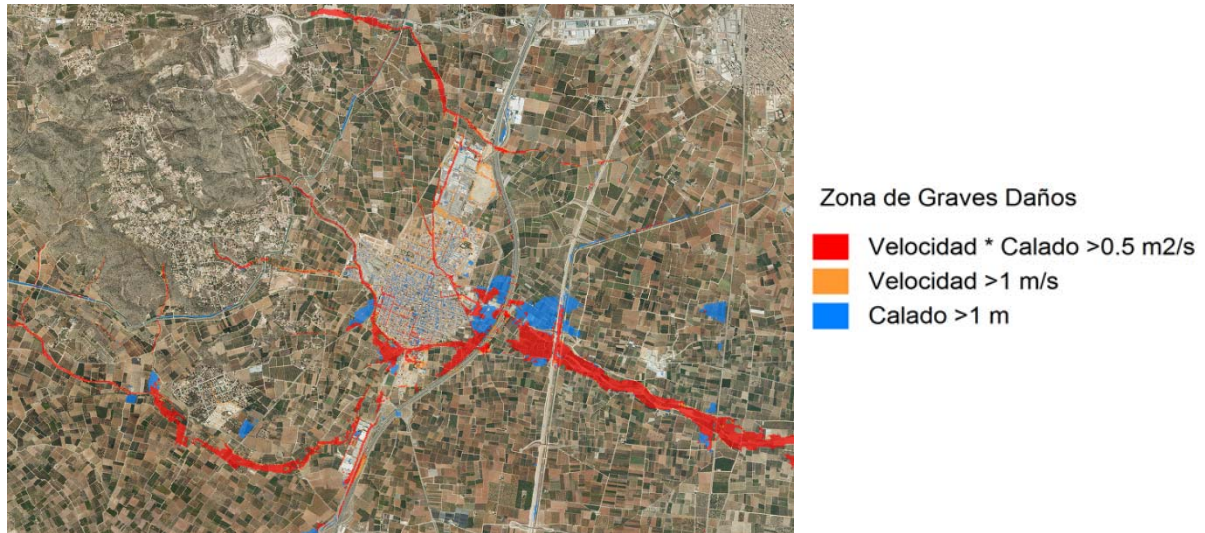 Zona de Graves Daños
Velocidad * Calado >0.5 m2/s
Velocidad >1 m/s
Calado >1 m